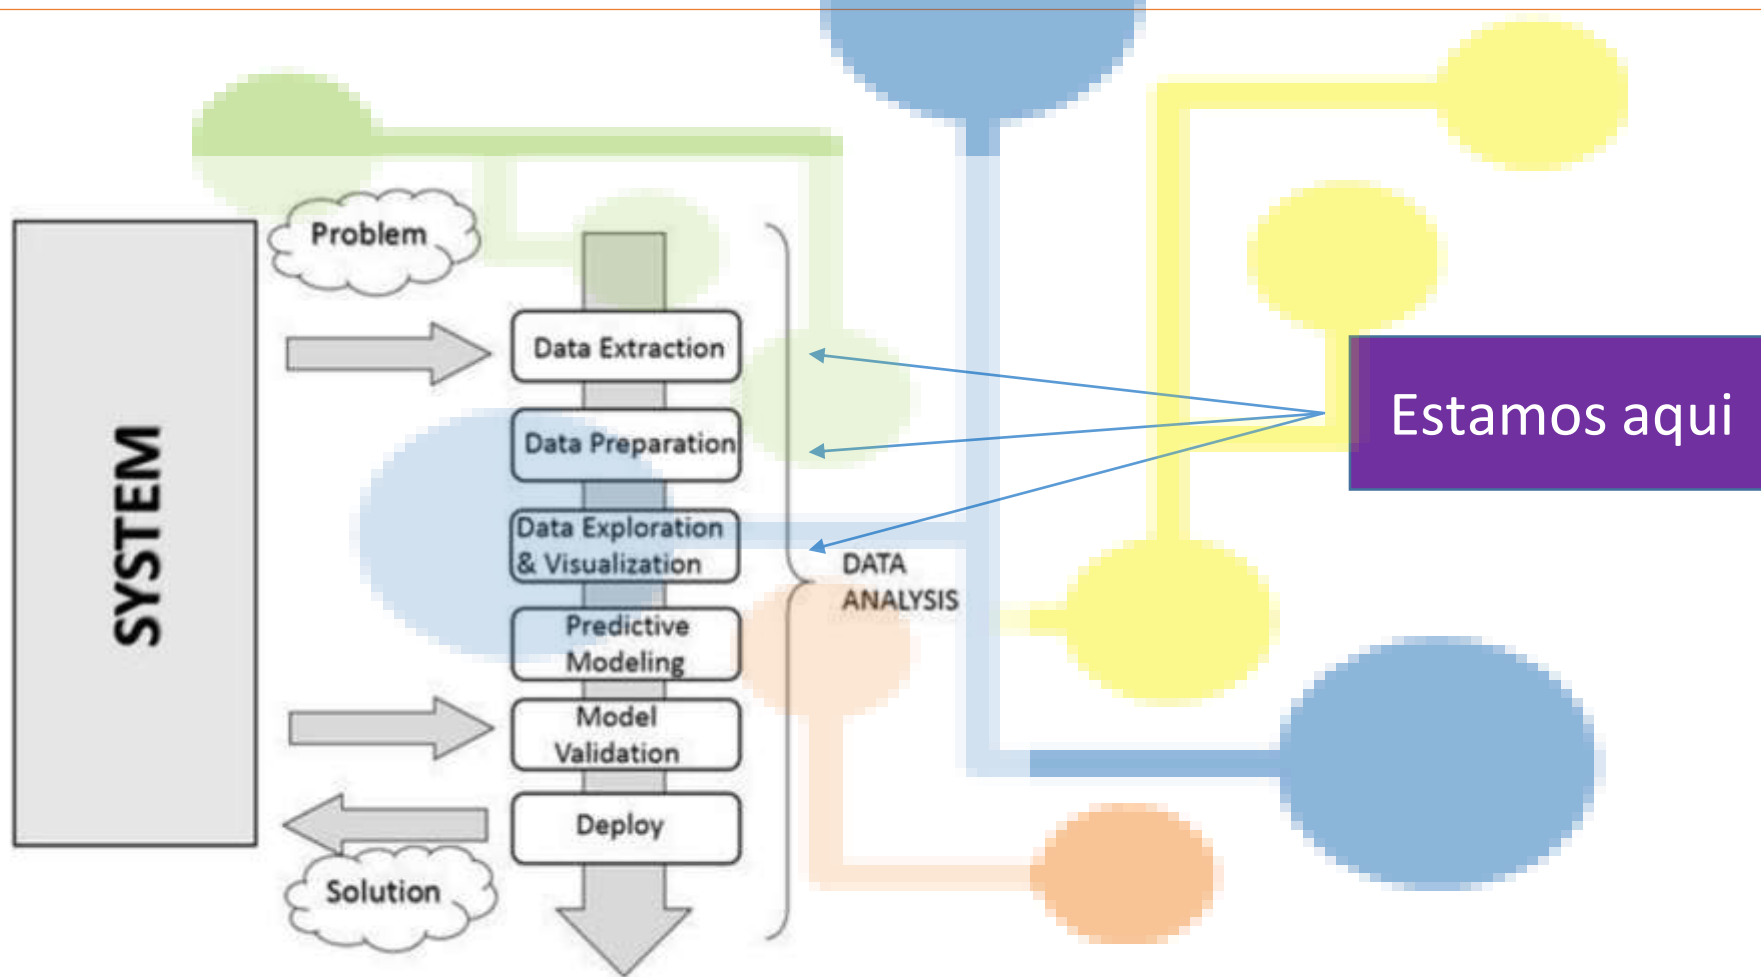 Problem
SYSTEM
Data Extraction
Data Preparation
Data Exploration
& Visualization
Predictive
Modeling
Model
Validation
Deploy
Solution
DATA
ANALYSIS
Estamos aqui